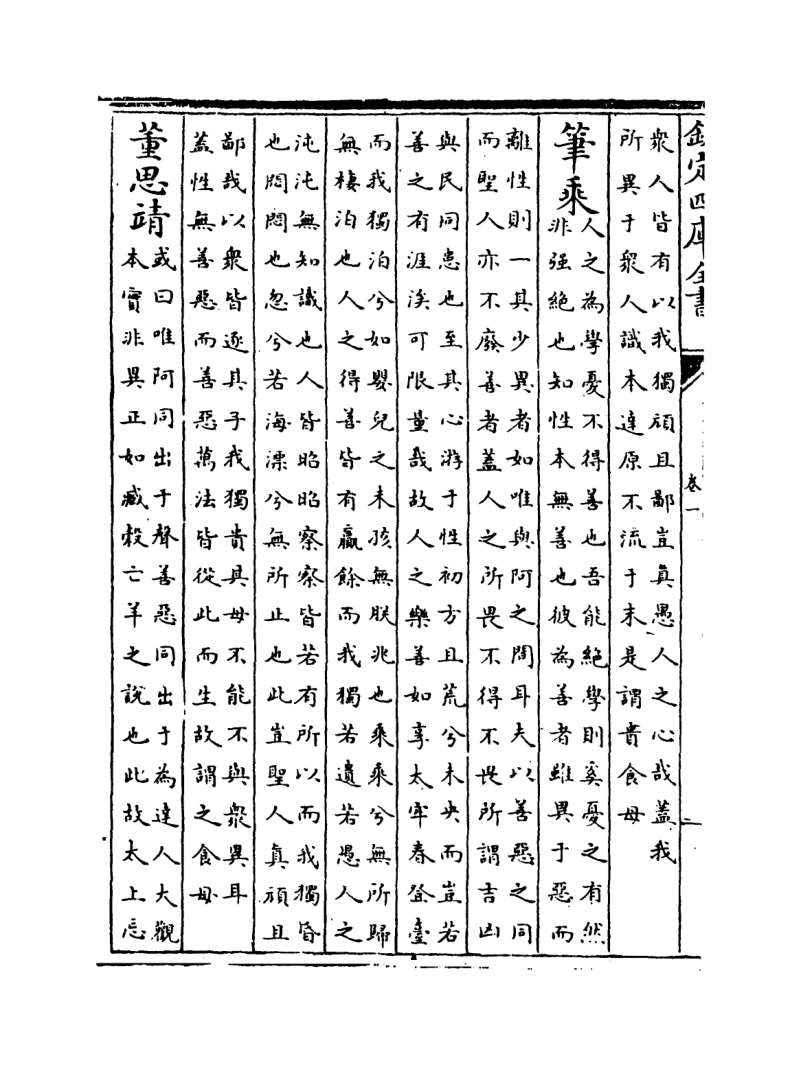 欽定四庫全書
卷一
二
衆人皆有以我獨頑且鄙豈真愚人之心哉蓋我
所異于衆人識本達原不流于末是謂貴食母
筆乘
人之為學憂不得善也吾能絶學則奚憂之有然
非强絶也知性本無善也彼為善者雖異于惡而
離性則一其少異者如唯與阿之間耳夫以善惡之同
而聖人亦不廢善者蓋人之所畏不得不畏所謂吉凶
與民同患也至其心游于性初方且荒兮未央而豈若
善之有涯涘可限量哉故人之樂善如享太牢春登臺
而我獨泊兮如嬰兒之未孩無朕兆也乘乘兮無所歸
無棲泊也人之得善皆有贏餘而我獨若遺若愚人之
沌沌無知識也人皆昭昭察察皆若有所以而我獨昏
也悶悶也忽兮若海漂兮無所止也此豈聖人真頑且
鄙哉以衆皆逐其子我獨貴其母不能不與衆異耳
蓋性無善惡而善惡萬法皆從此而生故謂之食母
董思靖
或曰唯阿同出于聲善惡同出于為達人大觀
本實非異正如臧穀亡羊之說也此故太上忘